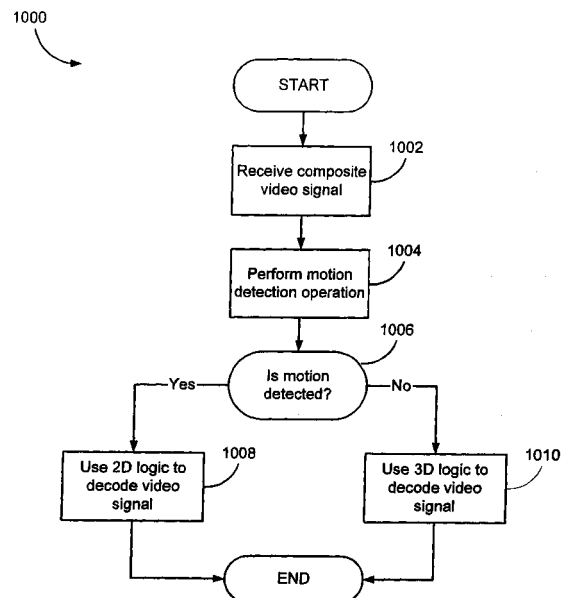 1000
START
1002
Receive composite
video signal
1004
Perform motion
detection operation
1006
Is motion
detected?
Yes
No
1008
Use 2D logic to
decode video
signal
1010
Use 3D logic to
decode video
signal
END